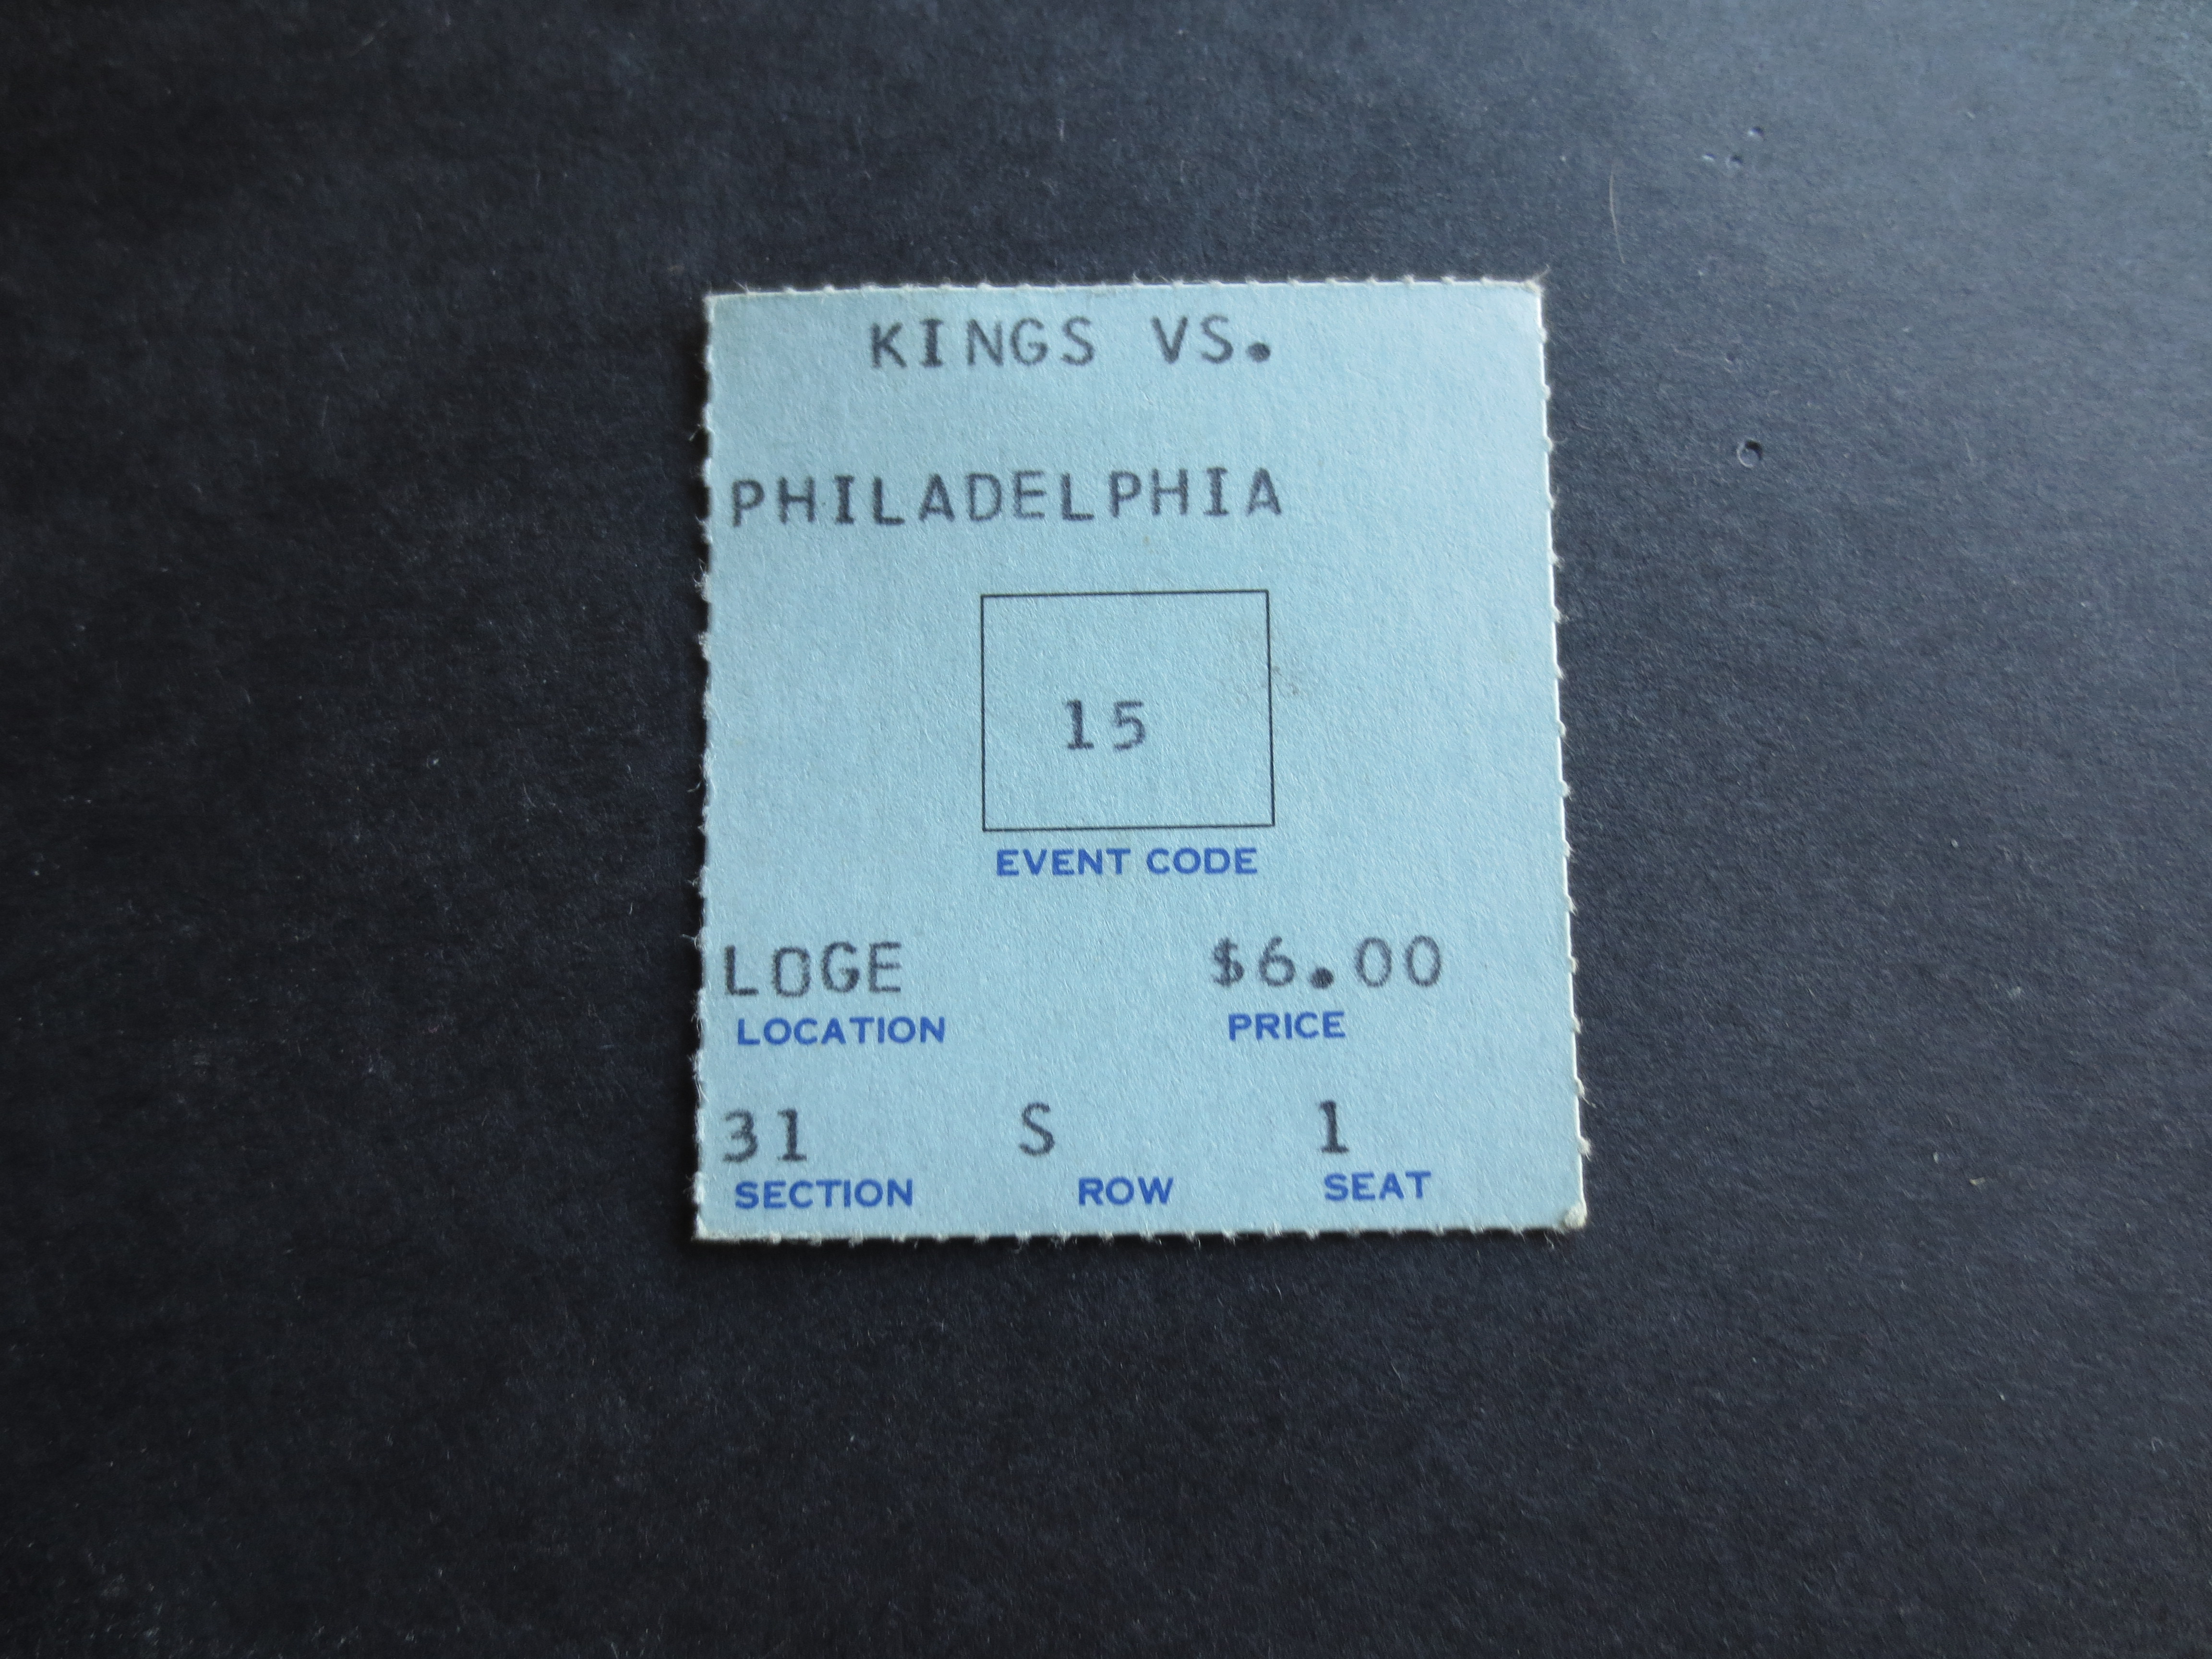 KINGS VS.
PHILADELPHIA
15
EVENT CODE
LOGE $6.00
LOCATION PRICE
31 S 1
SECTION ROW SEAT